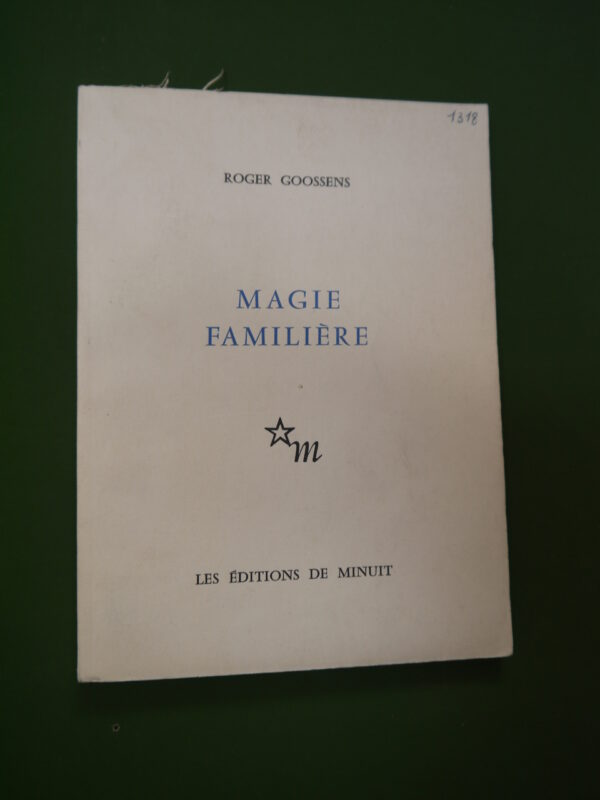 1318
ROGER GOOSSENS
MAGIE
FAMILIÈRE
m
LES ÉDITIONS DE MINUIT